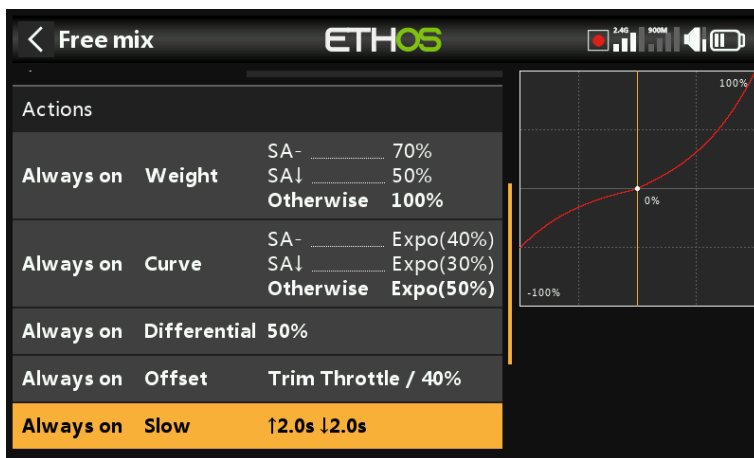 Free mix
ETHOS
2.4G 900M
Actions
Always on Weight
SA- 70%
SA↓ 50%
Otherwise 100%
Always on Curve
SA- Expo(40%)
SA↓ Expo(30%)
Otherwise Expo(50%)
Always on Differential 50%
Always on Offset Trim Throttle / 40%
Always on Slow ↑2.0s ↓2.0s
100%
0%
-100%